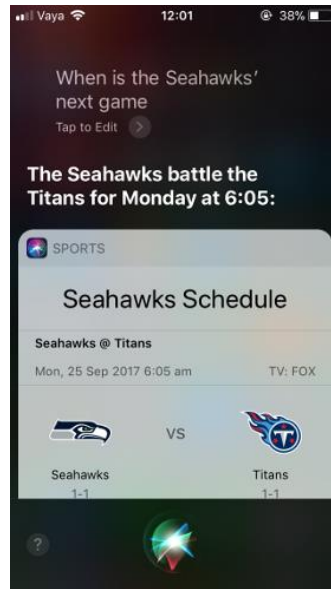 Vaya 12:01 38%
When is the Seahawks'
next game
Tap to Edit
The Seahawks battle the
Titans for Monday at 6:05:
SPORTS
Seahawks Schedule
Seahawks @ Titans
Mon, 25 Sep 2017 6:05 am TV: FOX
VS
T
Seahawks Titans
1-1 1-1
?